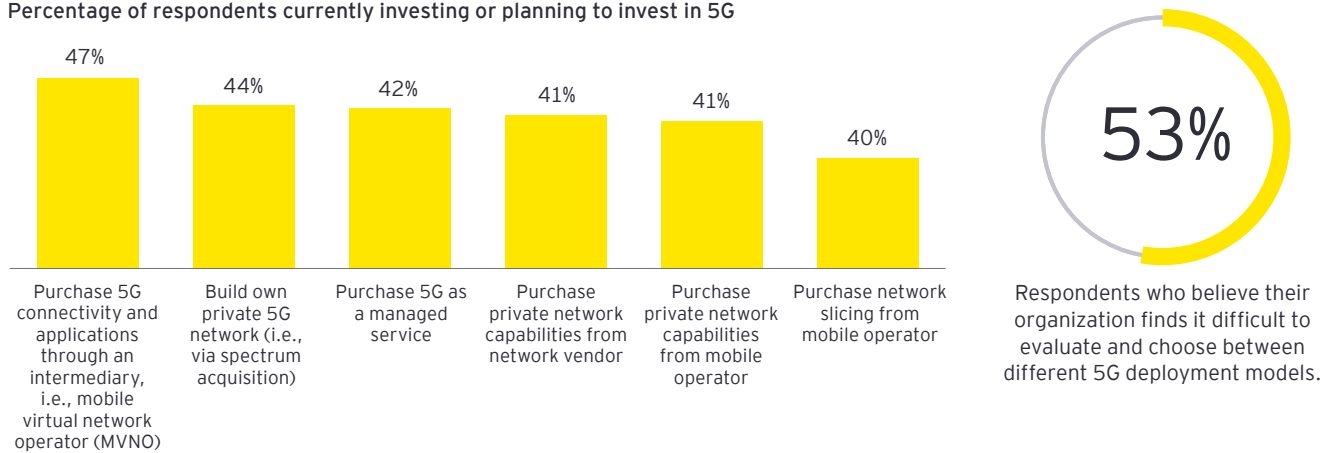 Percentage of respondents currently investing or planning to invest in 5G
47%
44%
42%
41%
41%
40%
Purchase 5G
connectivity and
applications
through an
intermediary,
i.e., mobile
virtual network
operator (MVNO)
Build own
private 5G
network (i.e.,
via spectrum
acquisition)
Purchase 5G as
a managed
service
Purchase
private network
capabilities from
network vendor
Purchase
private network
capabilities
from mobile
operator
Purchase network
slicing from
mobile operator
53%
Respondents who believe their
organization finds it difficult to
evaluate and choose between
different 5G deployment models.